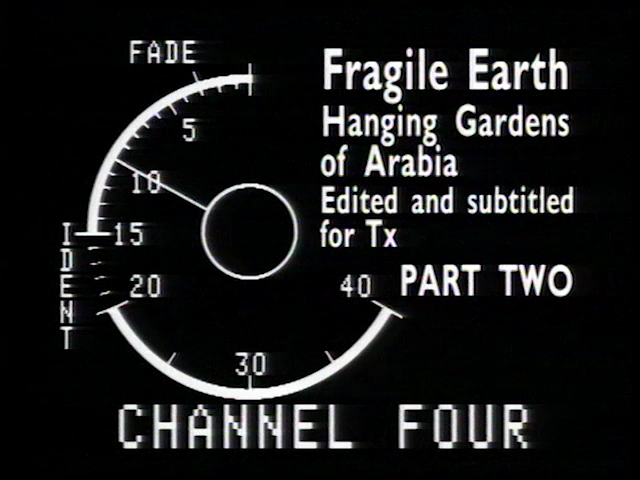 FADE
5
10
15
IDENT
20
30
40
Fragile Earth
Hanging Gardens
of Arabia
Edited and subtitled
for Tx
PART TWO
CHANNEL FOUR